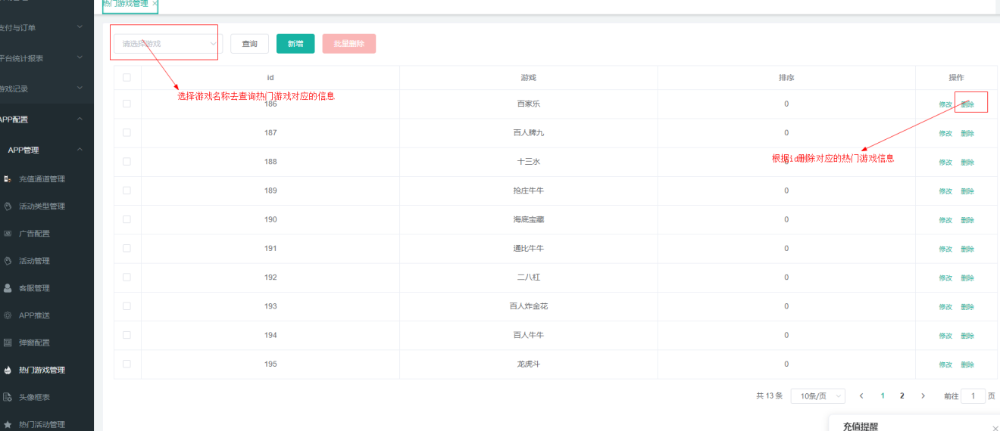 热门游戏管理 ×
支付与订单
平台统计报表
游戏记录
APP配置
APP管理
充值通道管理
活动类型管理
广告配置
活动管理
客服管理
APP推送
弹窗配置
热门游戏管理
头像框表
热门活动管理
请选择游戏 查询 新增 批量删除
选择游戏名称去查询热门游戏对应的信息
id 游戏 排序 操作
186 百家乐 0 修改 删除
187 百人牌九 0 修改 删除
根据id删除对应的热门游戏信息
188 十三水 0 修改 删除
189 抢庄牛牛 0 修改 删除
190 海底宝藏 0 修改 删除
191 通比牛牛 0 修改 删除
192 二八杠 0 修改 删除
193 百人炸金花 0 修改 删除
194 百人牛牛 0 修改 删除
195 龙虎斗 0 修改 删除
共 13 条 10条/页 1 2 前往 1 页
充值提醒 ×